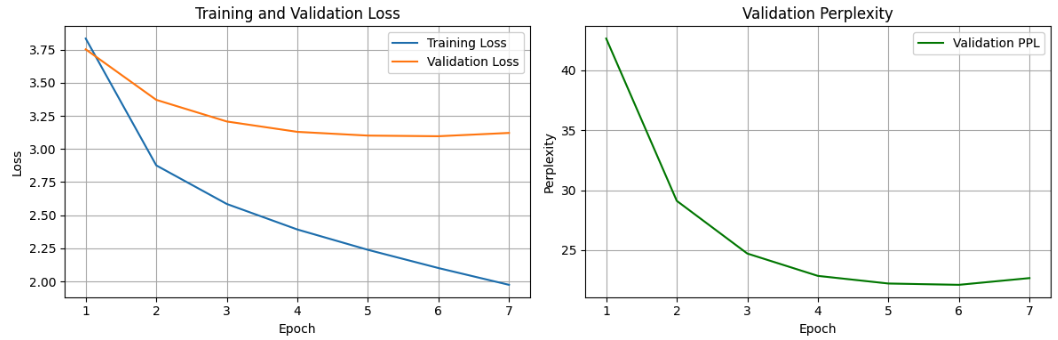 Training and Validation Loss
Training Loss
Validation Loss
3.75
3.50
3.25
3.00
2.75
2.50
2.25
2.00
Loss
1 2 3 4 5 6 7
Epoch
Validation Perplexity
Validation PPL
40
35
30
25
Perplexity
1 2 3 4 5 6 7
Epoch